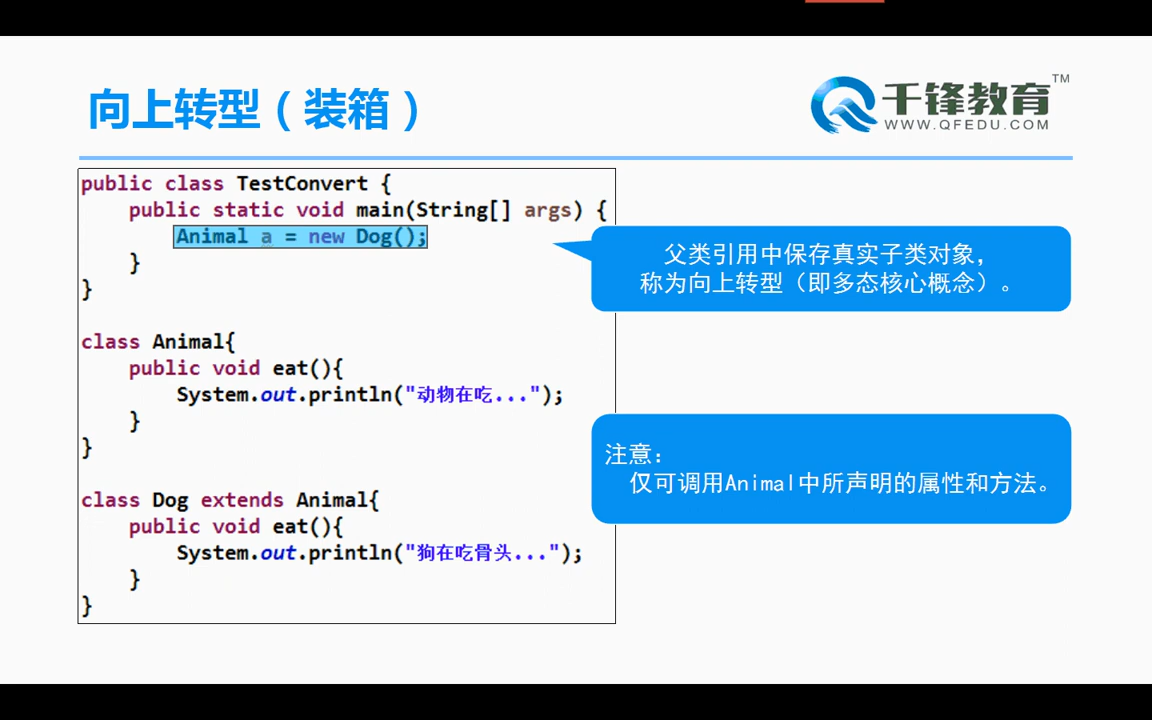 向上转型（装箱）
千锋教育TM
WWW.QFEDU.COM
public class TestConvert {
public static void main(String[] args) {
Animal a = new Dog();
}
}
class Animal{
public void eat(){
System.out.println("动物在吃...");
}
}
class Dog extends Animal{
public void eat(){
System.out.println("狗在吃骨头...");
}
}
父类引用中保存真实子类对象，
称为向上转型（即多态核心概念）。
注意：
仅可调用Animal中所声明的属性和方法。